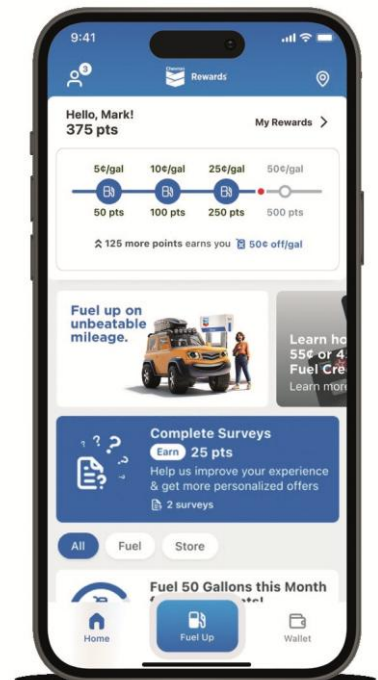 9:41
3
Chevron
Rewards
Hello, Mark!
375 pts
My Rewards
5¢/gal 10¢/gal 25¢/gal 50¢/gal
50 pts 100 pts 250 pts 500 pts
125 more points earns you 50¢ off/gal
Fuel up on
unbeatable
mileage.
Learn
55¢ or
Fuel
Learn
Complete Surveys
Earn 25 pts
Help us improve your experience
& get more personalized offers
2 surveys
All Fuel Store
Fuel 50 Gallons this Month
Home
Fuel Up
Wallet